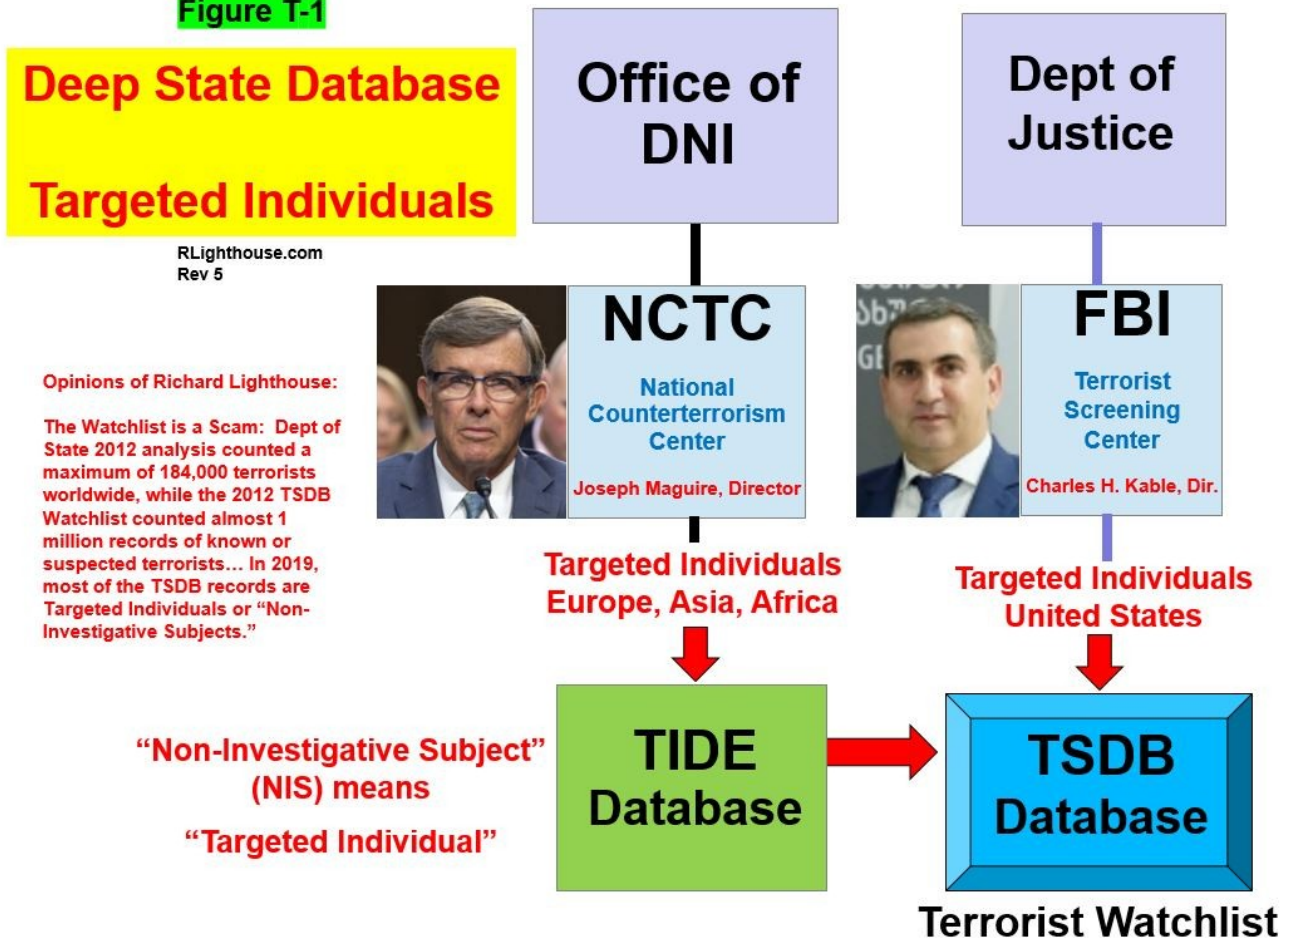 Figure T-1
Deep State Database
Targeted Individuals
RLighthouse.com
Rev 5
Office of
DNI
Dept of
Justice
NCTC
National
Counterterrorism
Center
Joseph Maguire, Director
FBI
Terrorist
Screening
Center
Charles H. Kable, Dir.
Opinions of Richard Lighthouse:
The Watchlist is a Scam:  Dept of
State 2012 analysis counted a
maximum of 184,000 terrorists
worldwide, while the 2012 TSDB
Watchlist counted almost 1
million records of known or
suspected terrorists… In 2019,
most of the TSDB records are
Targeted Individuals or “Non-
Investigative Subjects.”
Targeted Individuals
Europe, Asia, Africa
Targeted Individuals
United States
“Non-Investigative Subject”
(NIS) means
“Targeted Individual”
TIDE
Database
TSDB
Database
Terrorist Watchlist